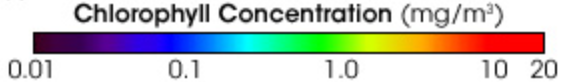 Chlorophyll Concentration (mg/m³)
0.01 0.1 1.0 10 20